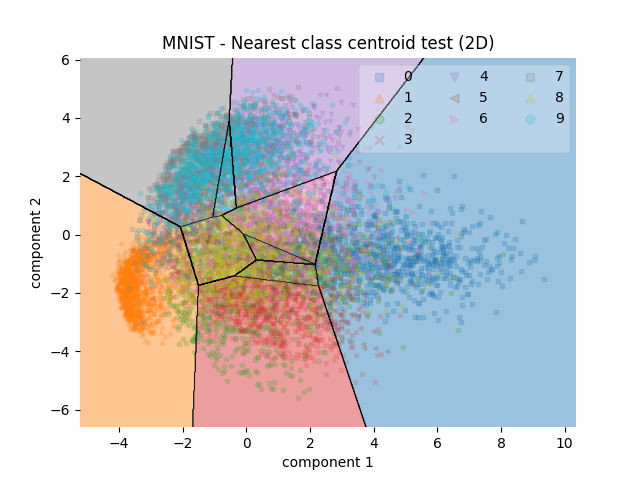 MNIST - Nearest class centroid test (2D)
6
4
2
0
−2
−4
−6
component 2
0 4 7
1 5 8
2 6 9
3
−4 −2 0 2 4 6 8 10
component 1